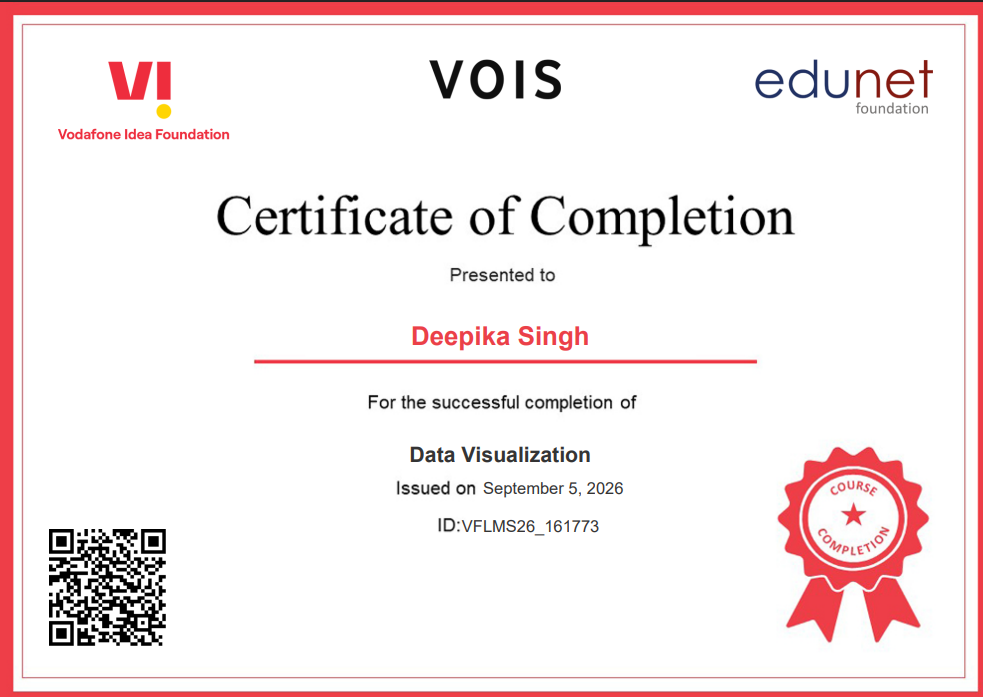 VI
Vodafone Idea Foundation
VOIS
edunet
foundation
Certificate of Completion
Presented to
Deepika Singh
For the successful completion of
Data Visualization
Issued on September 5, 2026
ID:VFLMS26_161773
COURSE
COMPLETION